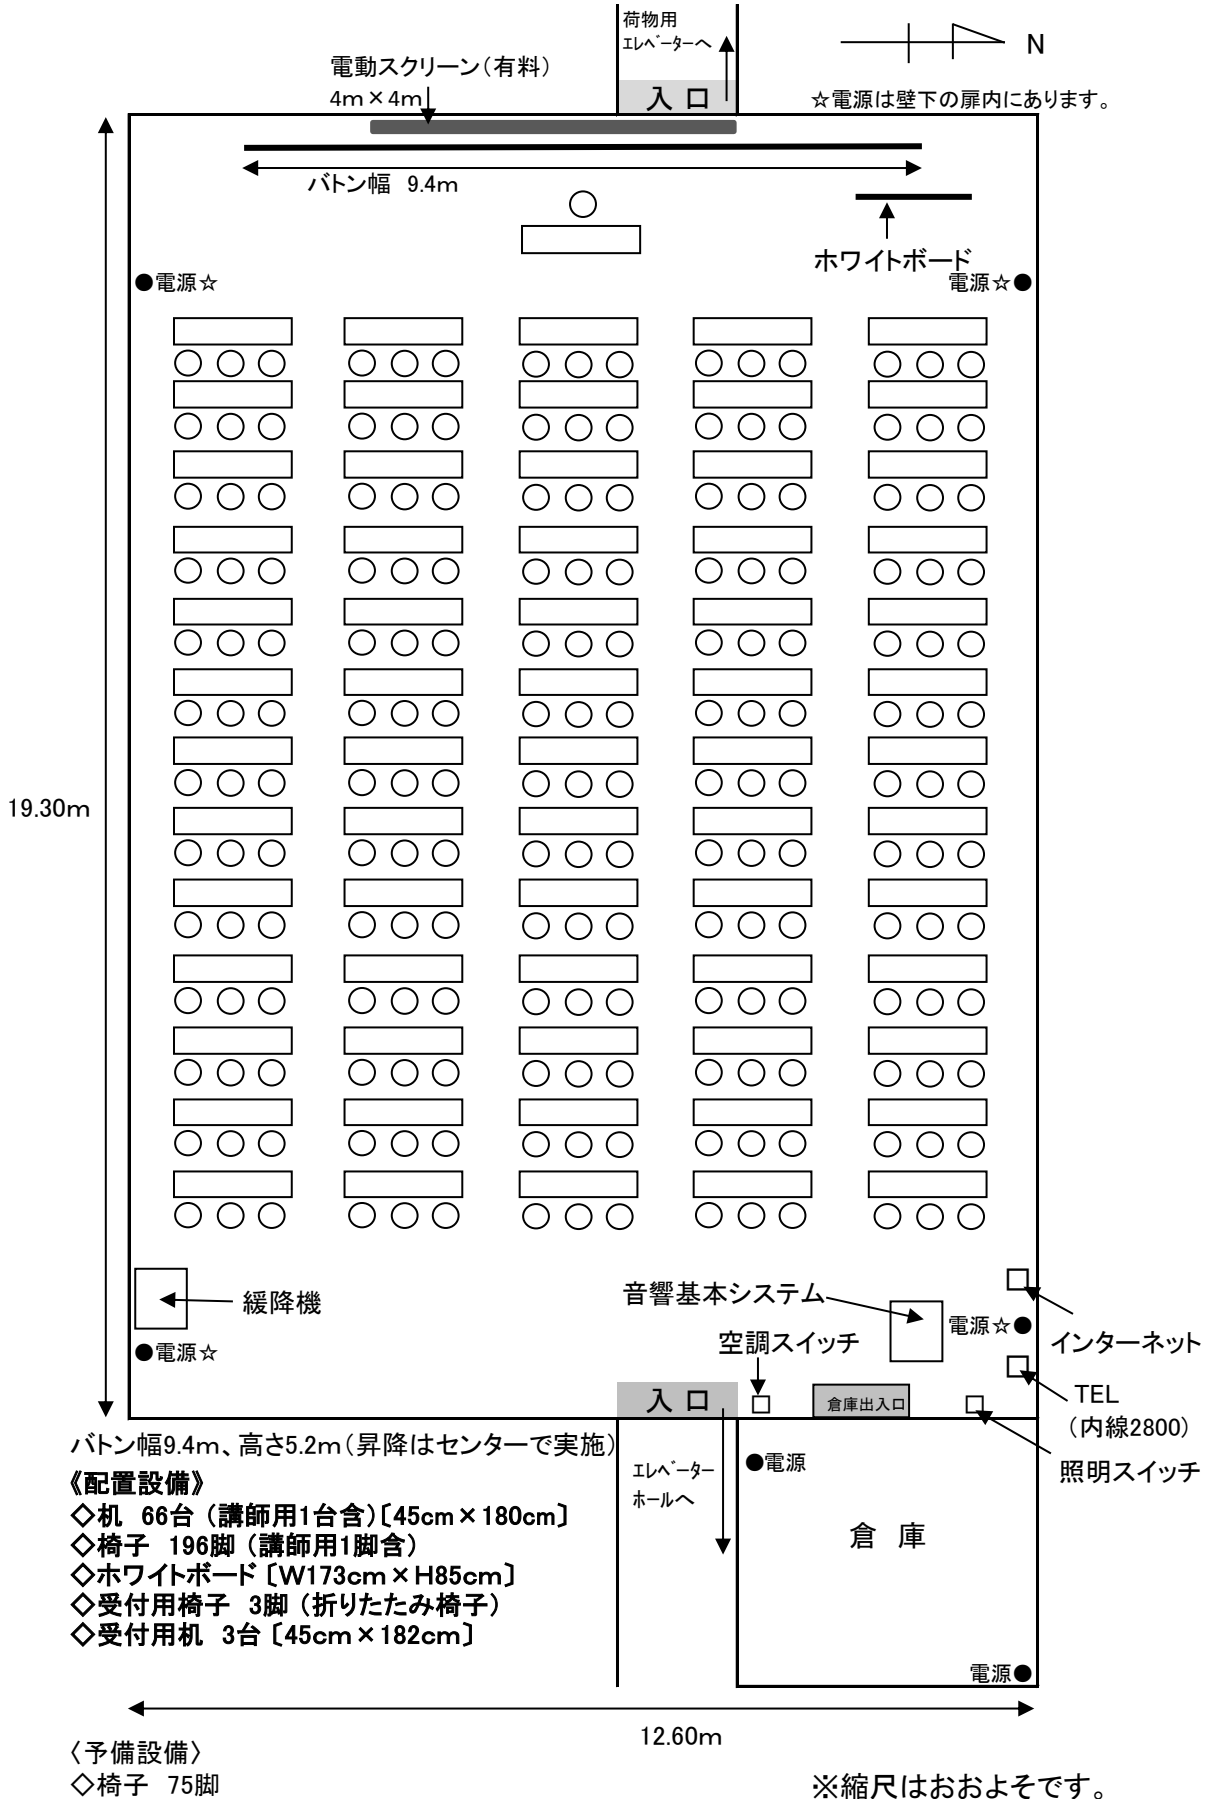 荷物用
ｴﾚﾍﾞｰﾀｰへ
N
電動スクリーン（有料）
4m×4m
入 口
☆電源は壁下の扉内にあります。
バトン幅　9.4m
ホワイトボード
●電源☆
電源☆●
19.30m
緩降機
音響基本システム
電源☆●
インターネット
空調スイッチ
●電源☆
TEL
（内線2800）
入 口
倉庫出入口
照明スイッチ
バトン幅9.4m、高さ5.2m（昇降はセンターで実施）
《配置設備》
◇机　66台（講師用1台含）〔45cm×180cm〕
◇椅子　196脚（講師用1脚含）
◇ホワイトボード〔W173cm×H85cm〕
◇受付用椅子　3脚（折りたたみ椅子）
◇受付用机　3台〔45cm×182cm〕
ｴﾚﾍﾞｰﾀｰ
ホールへ
●電源
倉 庫
電源●
12.60m
〈予備設備〉
◇椅子　75脚
※縮尺はおおよそです。